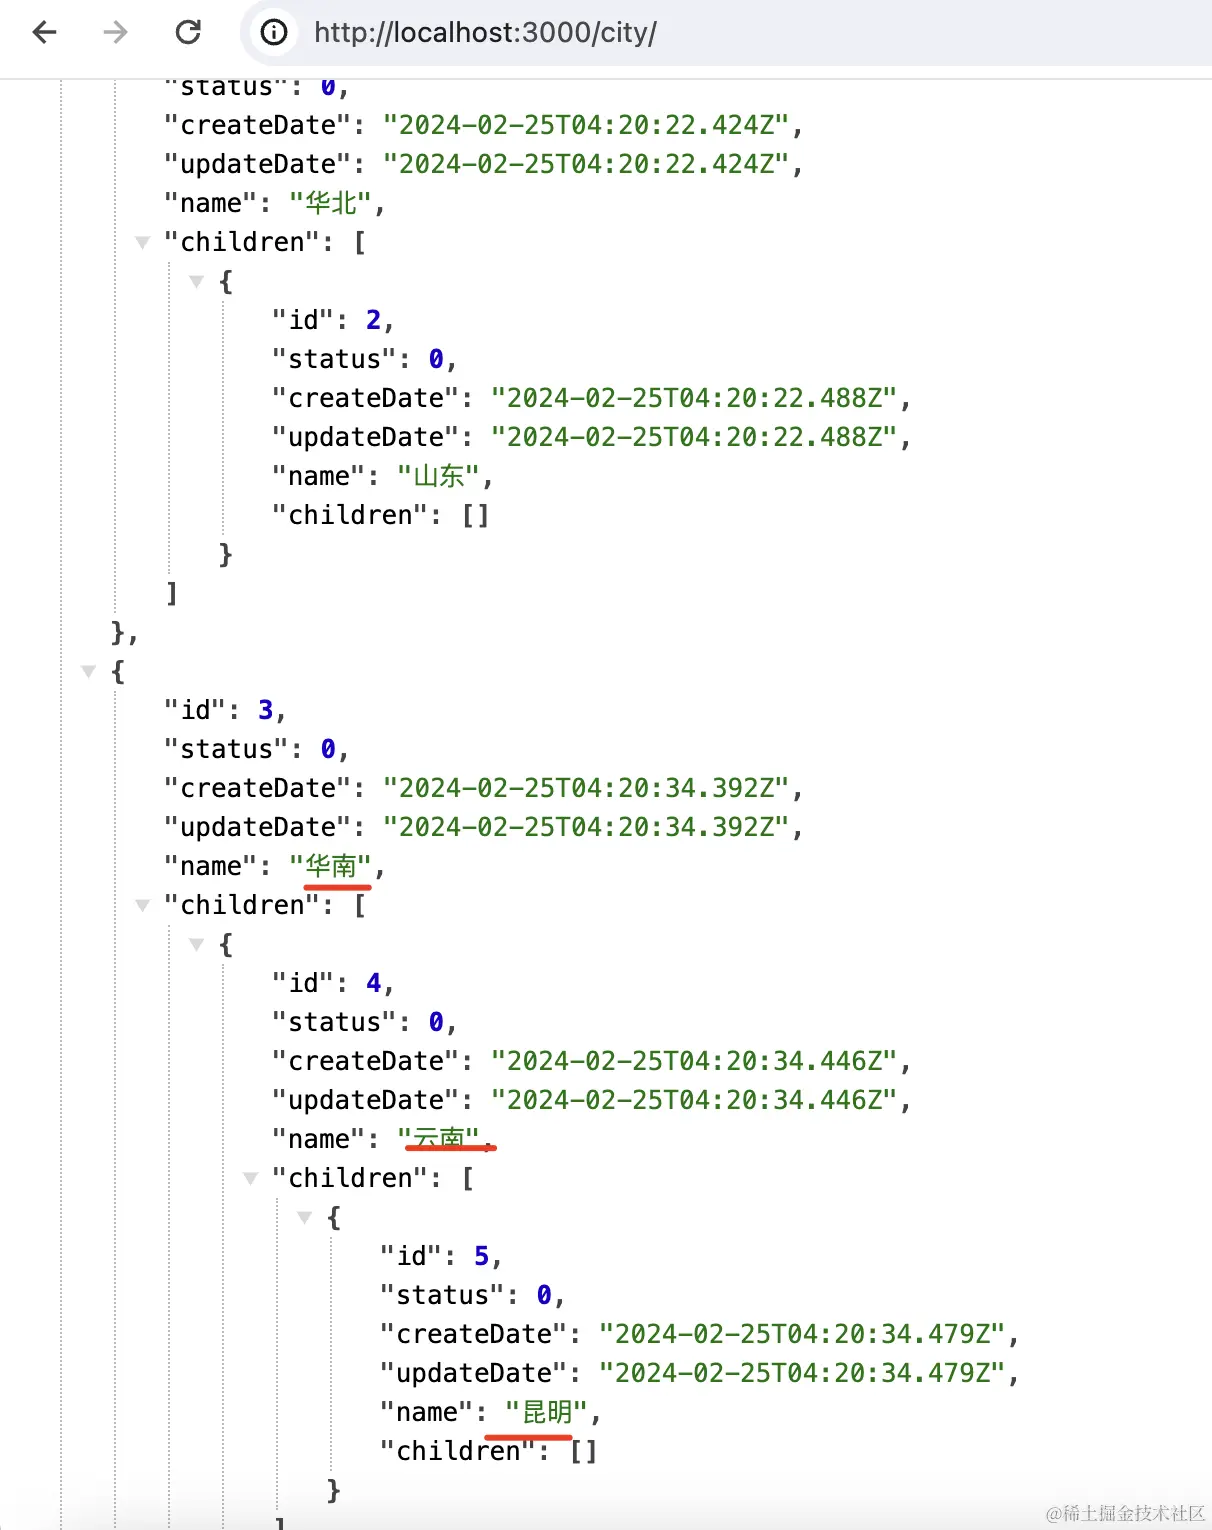 http://localhost:3000/city/
"status": 0,
"createDate": "2024-02-25T04:20:22.424Z",
"updateDate": "2024-02-25T04:20:22.424Z",
"name": "华北",
"children": [
{
"id": 2,
"status": 0,
"createDate": "2024-02-25T04:20:22.488Z",
"updateDate": "2024-02-25T04:20:22.488Z",
"name": "山东",
"children": []
}
]
},
{
"id": 3,
"status": 0,
"createDate": "2024-02-25T04:20:34.392Z",
"updateDate": "2024-02-25T04:20:34.392Z",
"name": "华南",
"children": [
{
"id": 4,
"status": 0,
"createDate": "2024-02-25T04:20:34.446Z",
"updateDate": "2024-02-25T04:20:34.446Z",
"name": "云南",
"children": [
{
"id": 5,
"status": 0,
"createDate": "2024-02-25T04:20:34.479Z",
"updateDate": "2024-02-25T04:20:34.479Z",
"name": "昆明",
"children": []
}
]
@稀土掘金技术社区